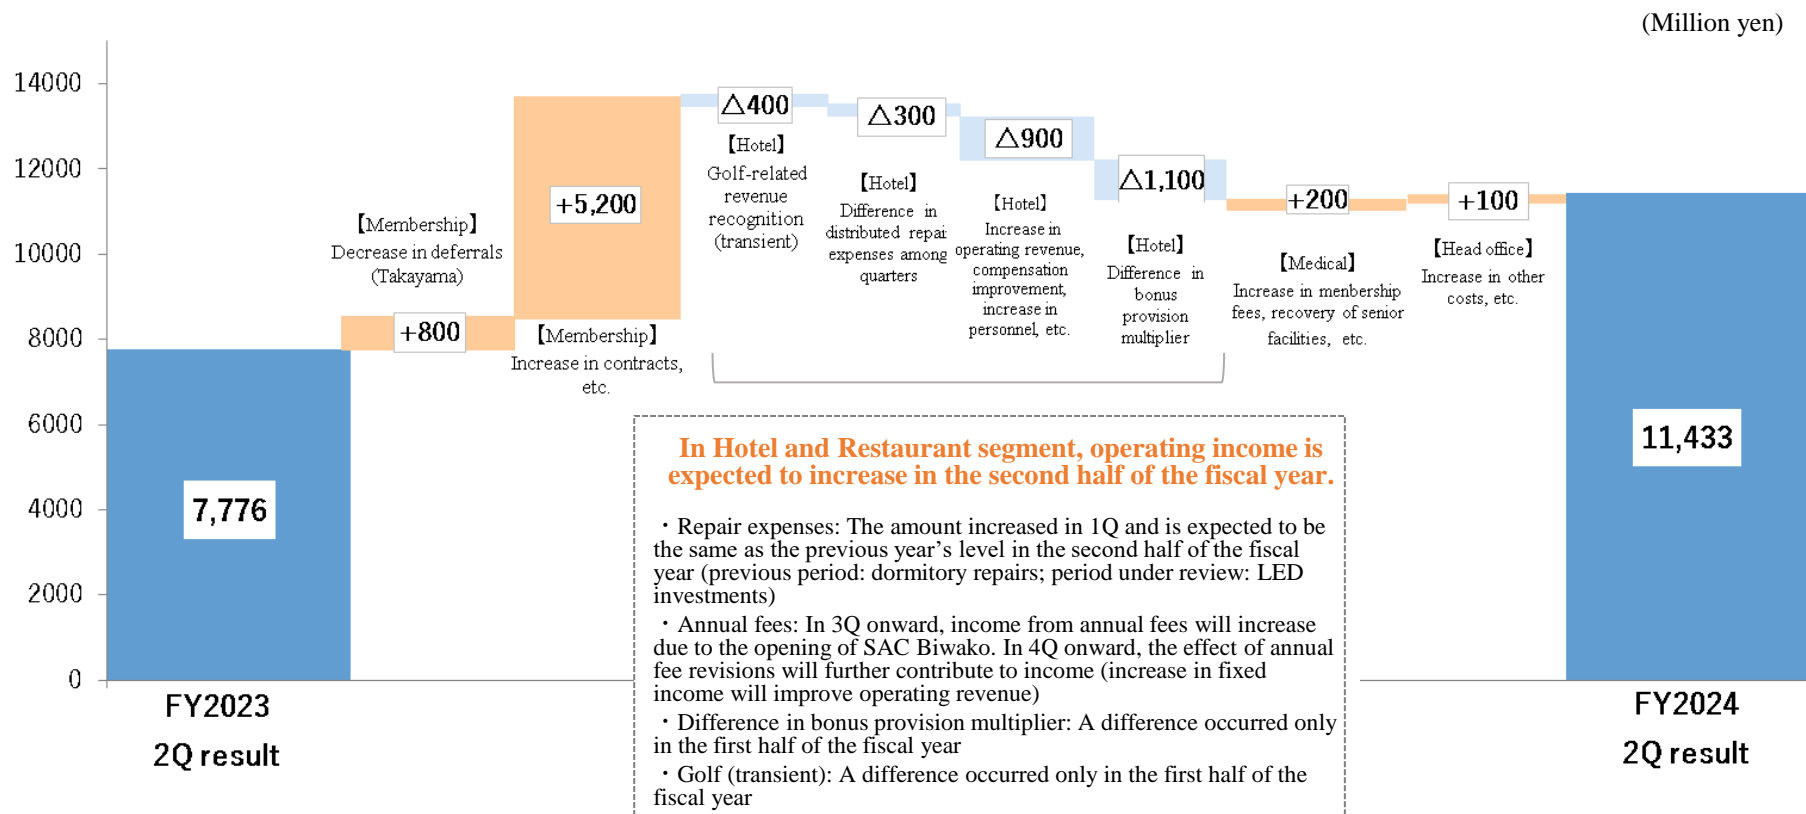 (Million yen)
14000
12000
10000
8000
6000
4000
2000
0
7,776
FY2023
2Q result
【Membership】
Decrease in deferrals
(Takayama)
+800
+5,200
【Membership】
Increase in contracts,
etc.
△400
【Hotel】
Golf-related
revenue
recognition
(transient)
△300
【Hotel】
Difference in
distributed repair
expenses among
quarters
△900
【Hotel】
Increase in
operating revenue,
compensation
improvement,
increase in
personnel, etc.
△1,100
【Hotel】
Difference in
bonus
provision
multiplier
+200
【Medical】
Increase in menbership
fees, recovery of senior
facilities, etc.
+100
【Head office】
Increase in other
costs, etc.
11,433
FY2024
2Q result
In Hotel and Restaurant segment, operating income is
expected to increase in the second half of the fiscal year.
・Repair expenses: The amount increased in 1Q and is expected to be
the same as the previous year’s level in the second half of the fiscal
year (previous period: dormitory repairs; period under review: LED
investments)
・Annual fees: In 3Q onward, income from annual fees will increase
due to the opening of SAC Biwako. In 4Q onward, the effect of annual
fee revisions will further contribute to income (increase in fixed
income will improve operating revenue)
・Difference in bonus provision multiplier: A difference occurred only
in the first half of the fiscal year
・Golf (transient): A difference occurred only in the first half of the
fiscal year